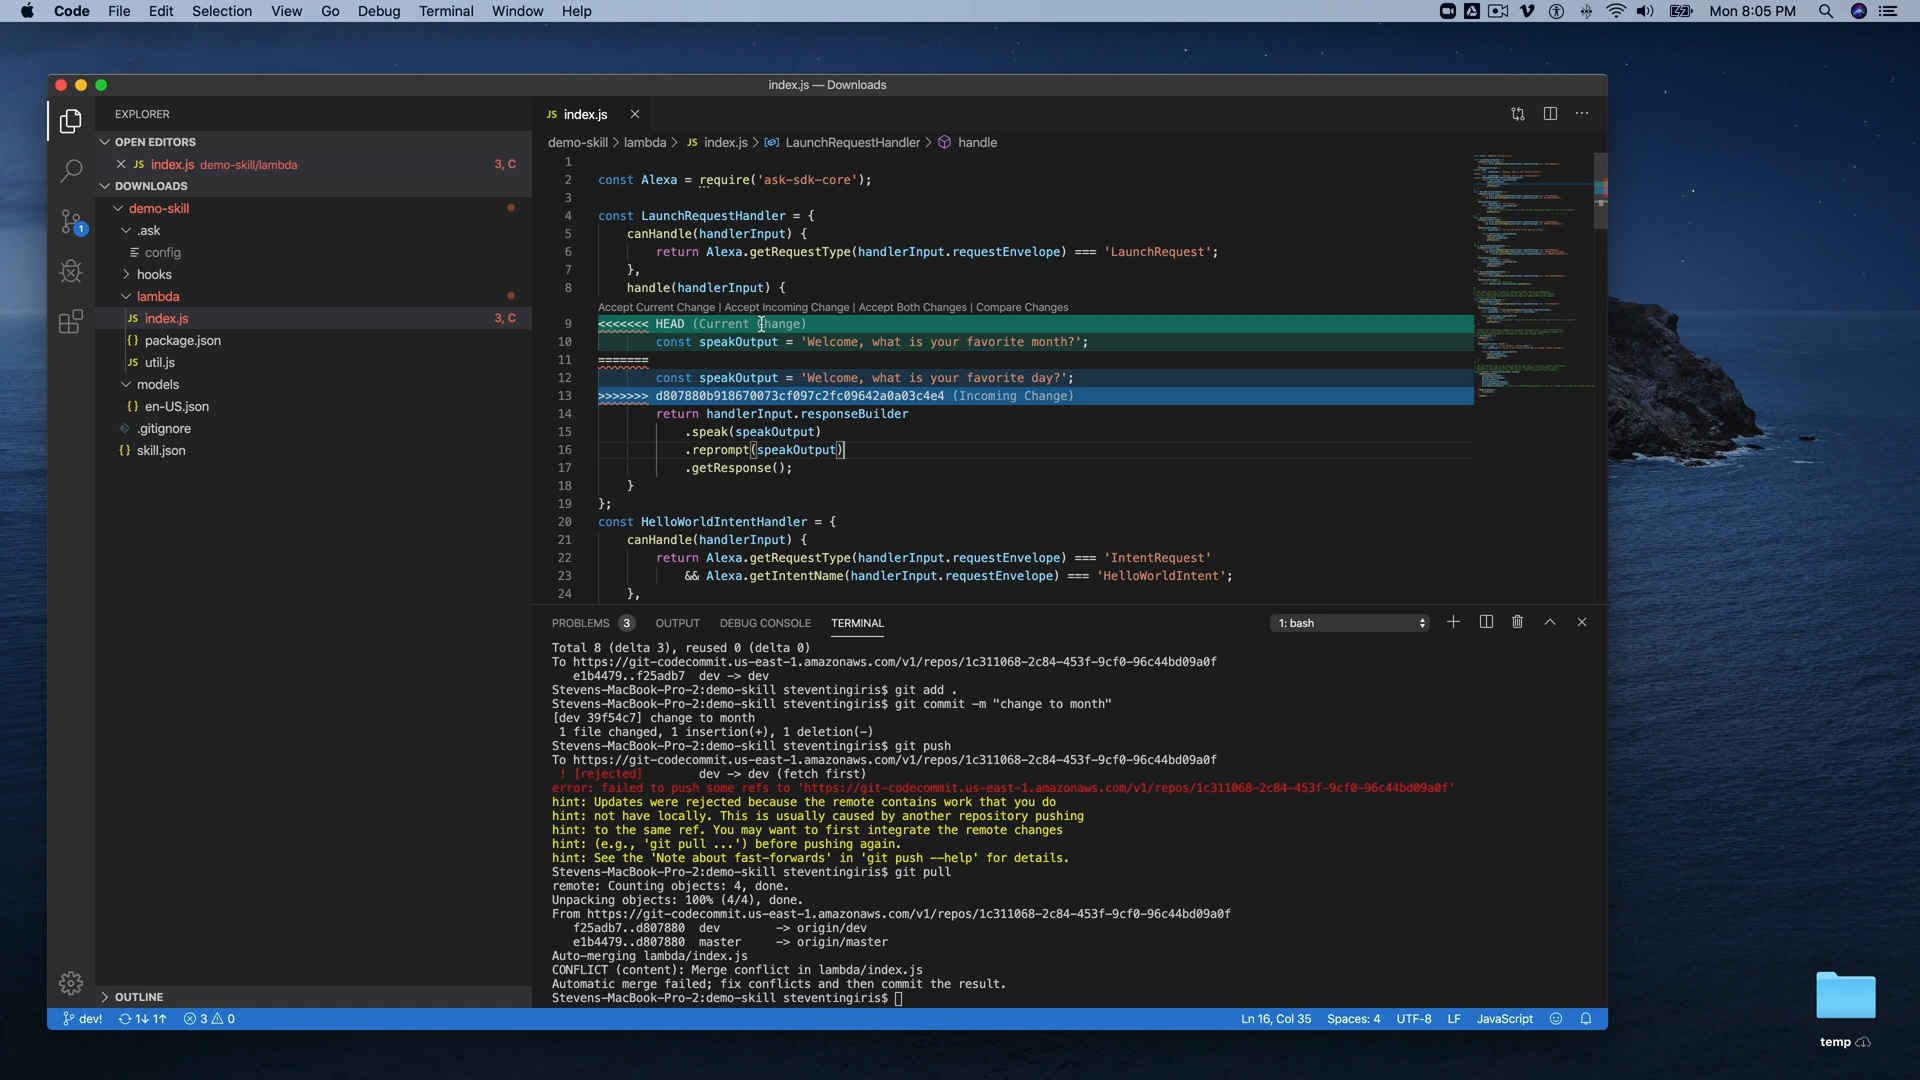 Code File Edit Selection View Go Debug Terminal Window Help
Mon 8:05 PM
index.js — Downloads
EXPLORER
OPEN EDITORS
JS index.js demo-skill/lambda 3, C
DOWNLOADS
demo-skill
.ask
config
hooks
lambda
JS index.js 3, C
{} package.json
JS util.js
models
{} en-US.json
.gitignore
{} skill.json
OUTLINE
1
JS index.js
demo-skill > lambda > JS index.js > LaunchRequestHandler > handle
1
2 const Alexa = require('ask-sdk-core');
3
4 const LaunchRequestHandler = {
5 canHandle(handlerInput) {
6 return Alexa.getRequestType(handlerInput.requestEnvelope) === 'LaunchRequest';
7 },
8 handle(handlerInput) {
Accept Current Change | Accept Incoming Change | Accept Both Changes | Compare Changes
9 <<<<<<< HEAD (Current Change)
10 const speakOutput = 'Welcome, what is your favorite month?';
11 =======
12 const speakOutput = 'Welcome, what is your favorite day?';
13 >>>>>>> d807880b918670073cf097c2fc09642a0a03c4e4 (Incoming Change)
14 return handlerInput.responseBuilder
15 .speak(speakOutput)
16 .reprompt(speakOutput)
17 .getResponse();
18 }
19 };
20 const HelloWorldIntentHandler = {
21 canHandle(handlerInput) {
22 return Alexa.getRequestType(handlerInput.requestEnvelope) === 'IntentRequest'
23 && Alexa.getIntentName(handlerInput.requestEnvelope) === 'HelloWorldIntent';
24 },
PROBLEMS 3 OUTPUT DEBUG CONSOLE TERMINAL 1: bash
Total 8 (delta 3), reused 0 (delta 0)
To https://git-codecommit.us-east-1.amazonaws.com/v1/repos/1c311068-2c84-453f-9cf0-96c44bd09a0f
e1b4479..f25adb7 dev -> dev
Stevens-MacBook-Pro-2:demo-skill steventingiris$ git add .
Stevens-MacBook-Pro-2:demo-skill steventingiris$ git commit -m "change to month"
[dev 39f54c7] change to month
1 file changed, 1 insertion(+), 1 deletion(-)
Stevens-MacBook-Pro-2:demo-skill steventingiris$ git push
To https://git-codecommit.us-east-1.amazonaws.com/v1/repos/1c311068-2c84-453f-9cf0-96c44bd09a0f
! [rejected] dev -> dev (fetch first)
error: failed to push some refs to 'https://git-codecommit.us-east-1.amazonaws.com/v1/repos/1c311068-2c84-453f-9cf0-96c44bd09a0f'
hint: Updates were rejected because the remote contains work that you do
hint: not have locally. This is usually caused by another repository pushing
hint: to the same ref. You may want to first integrate the remote changes
hint: (e.g., 'git pull ...') before pushing again.
hint: See the 'Note about fast-forwards' in 'git push --help' for details.
Stevens-MacBook-Pro-2:demo-skill steventingiris$ git pull
remote: Counting objects: 4, done.
Unpacking objects: 100% (4/4), done.
From https://git-codecommit.us-east-1.amazonaws.com/v1/repos/1c311068-2c84-453f-9cf0-96c44bd09a0f
f25adb7..d807880 dev -> origin/dev
e1b4479..d807880 master -> origin/master
Auto-merging lambda/index.js
CONFLICT (content): Merge conflict in lambda/index.js
Automatic merge failed; fix conflicts and then commit the result.
Stevens-MacBook-Pro-2:demo-skill steventingiris$
dev! 1↓ 1↑ 3 0 Ln 16, Col 35 Spaces: 4 UTF-8 LF JavaScript
temp